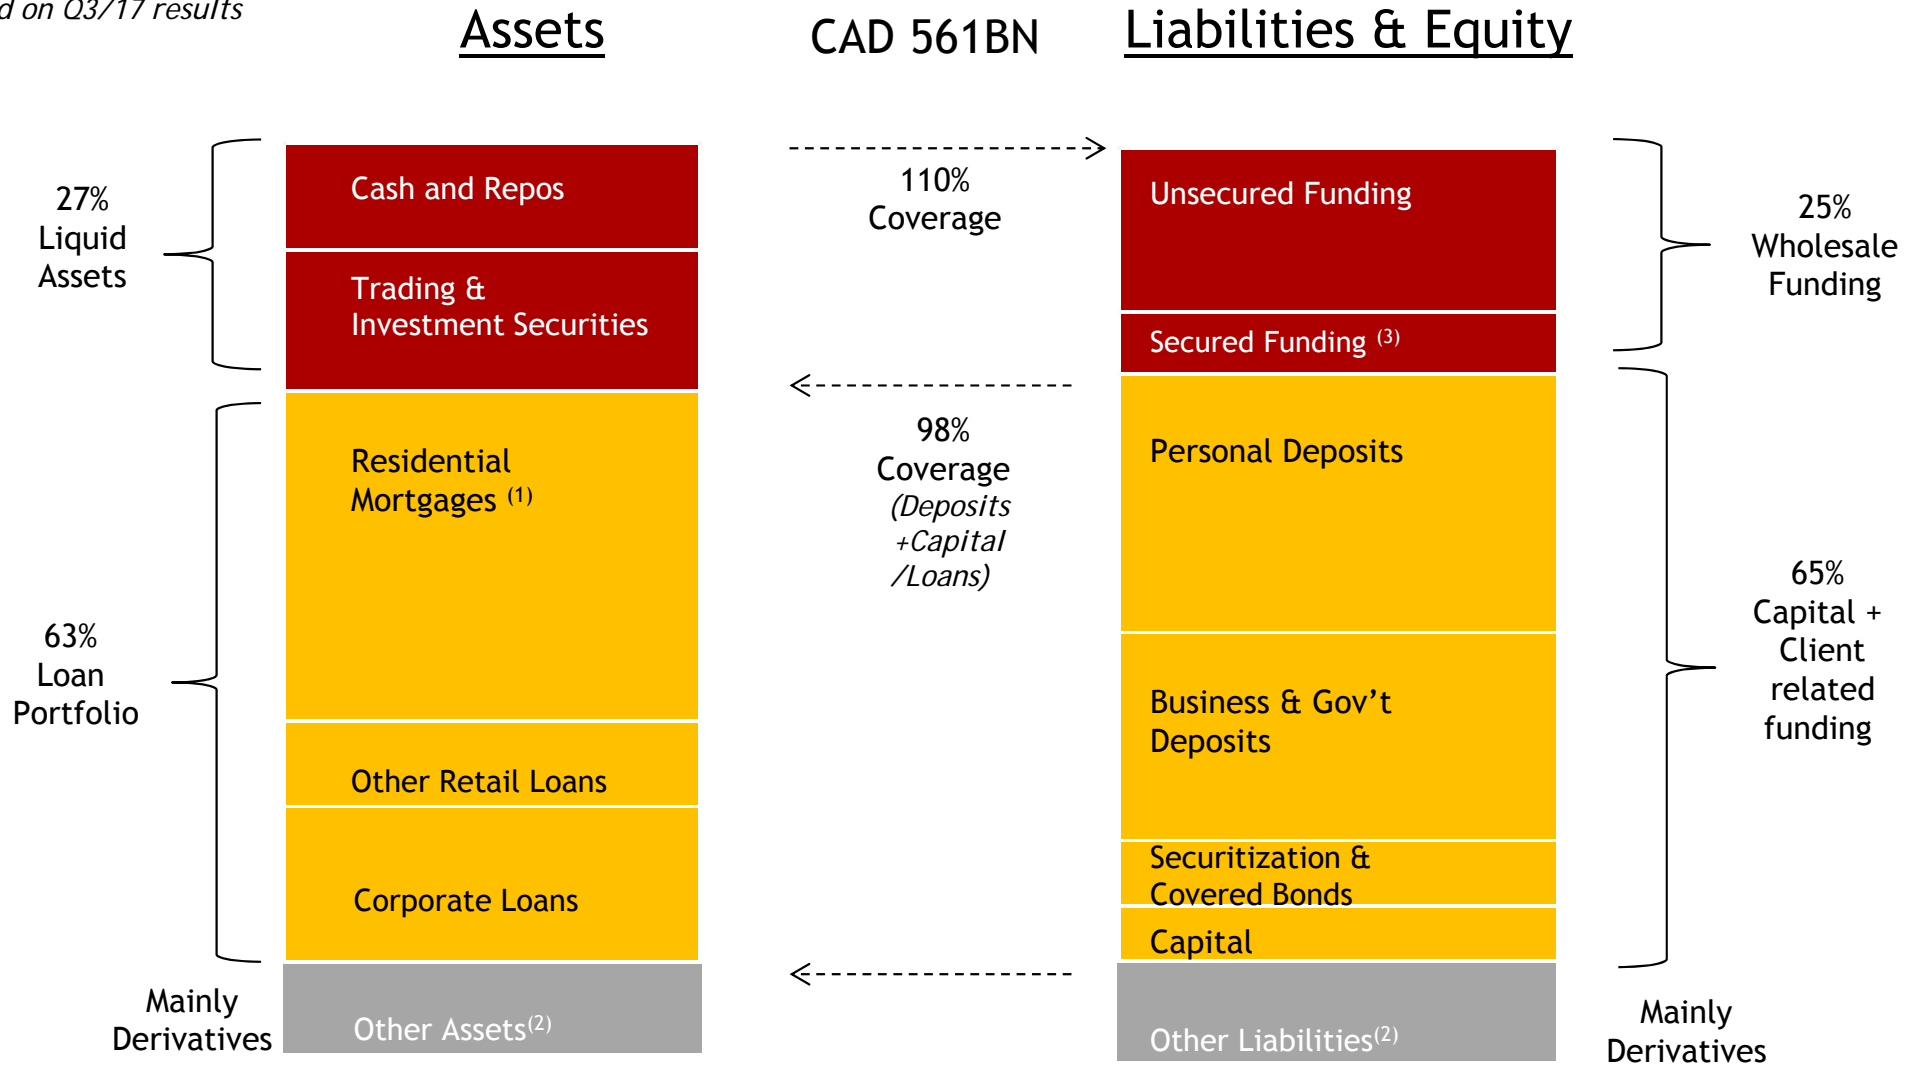 on Q3/17 results
Assets
CAD 561BN
Liabilities & Equity
27%
Liquid
Assets
Cash and Repos
Trading &
Investment Securities
110%
Coverage
Unsecured Funding
Secured Funding (3)
25%
Wholesale
Funding
63%
Loan
Portfolio
Residential
Mortgages (1)
Other Retail Loans
Corporate Loans
98%
Coverage
(Deposits
+Capital
/Loans)
Personal Deposits
Business & Gov’t
Deposits
Securitization &
Covered Bonds
Capital
65%
Capital +
Client
related
funding
Mainly
Derivatives
Other Assets(2)
Other Liabilities(2)
Mainly
Derivatives